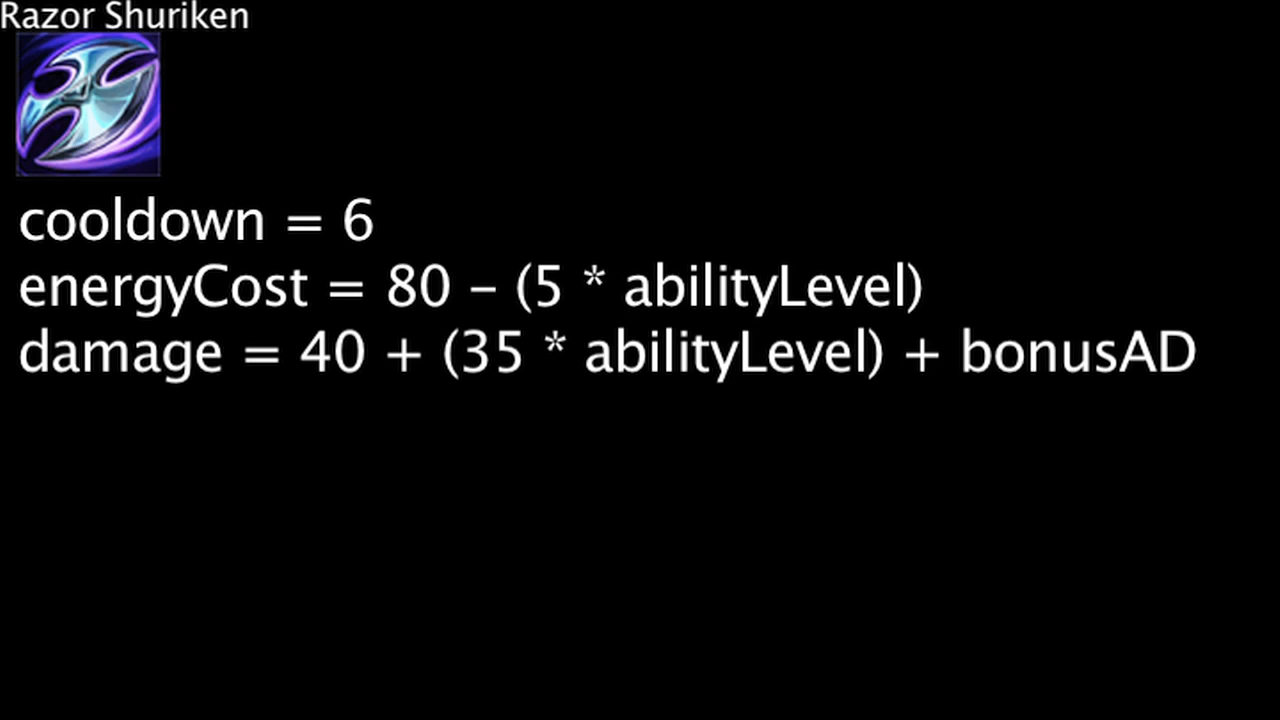 Razor Shuriken
cooldown = 6
energyCost = 80 – (5 * abilityLevel)
damage = 40 + (35 * abilityLevel) + bonusAD